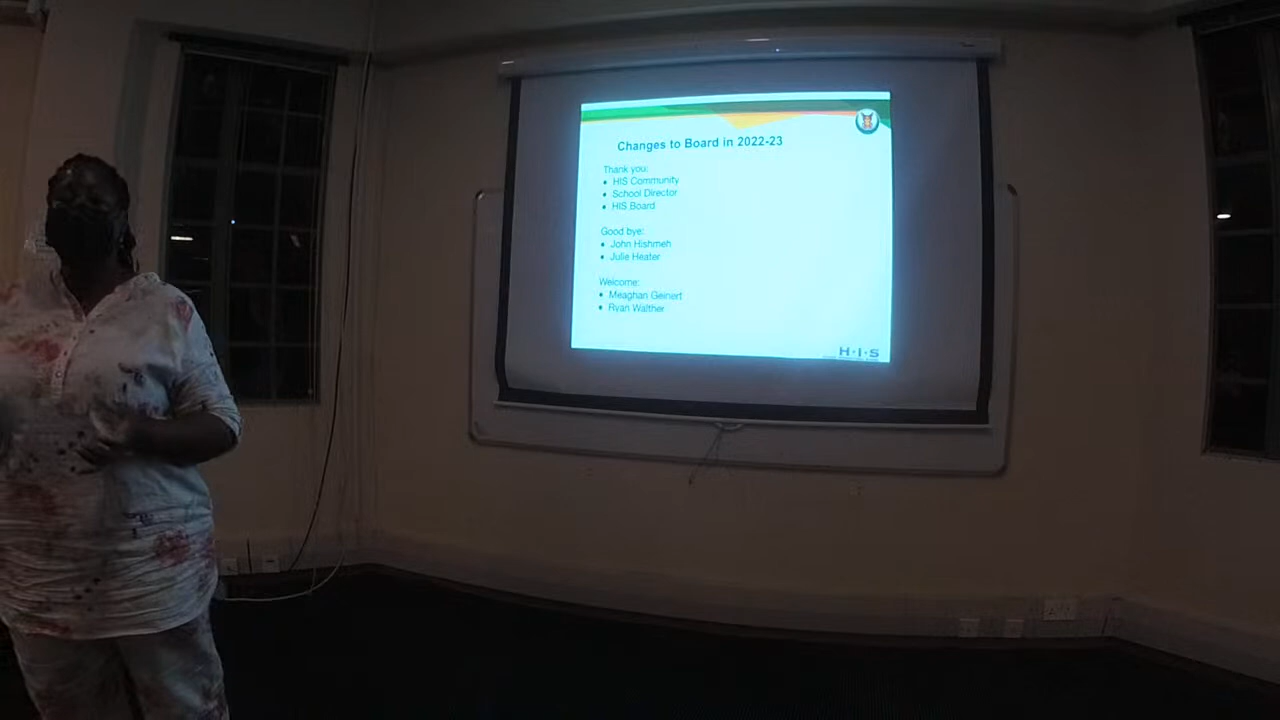 Changes to Board in 2022-23
Thank you:
• HIS Community
• School Director
• HIS Board
Good bye:
• John Hishmeh
• Julie Heater
Welcome:
• Meaghan Geinert
• Ryan Walther
H·I·S